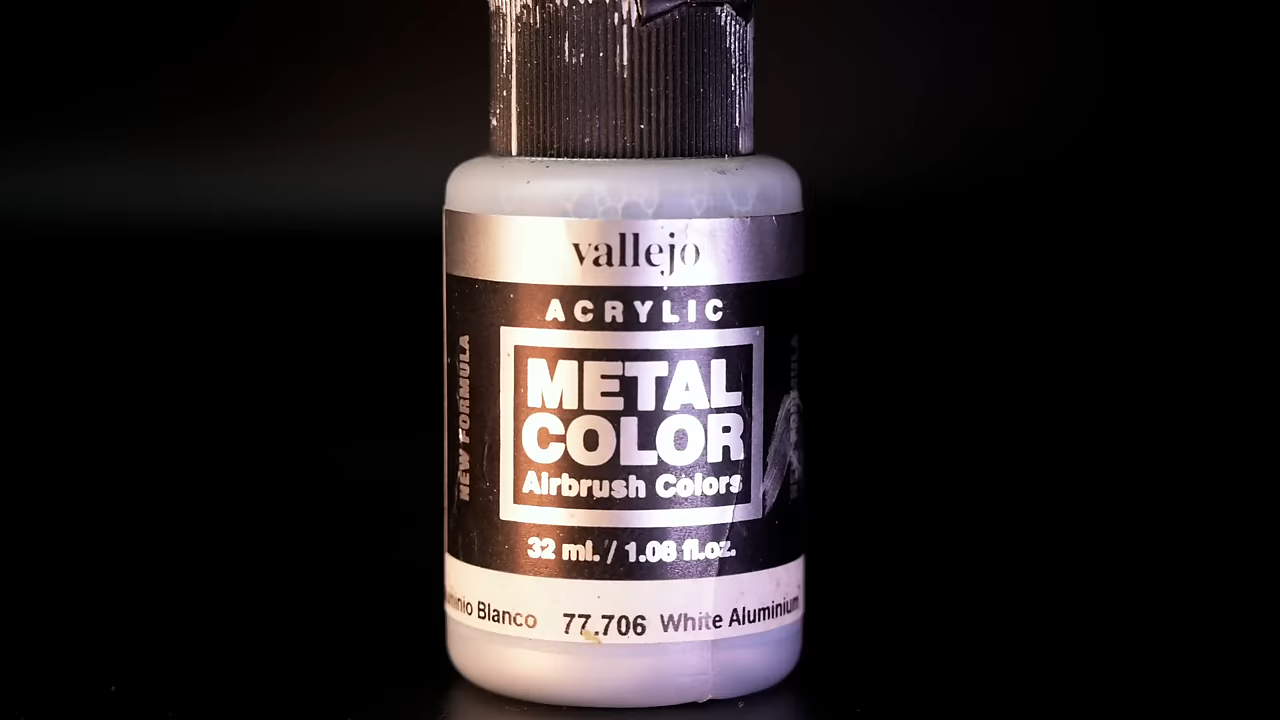 vallejo
ACRYLIC
METAL
COLOR
Airbrush Colors
32 ml. / 1.08 fl.oz.
Blanco 77.706 White Aluminium
NEW FORMULA